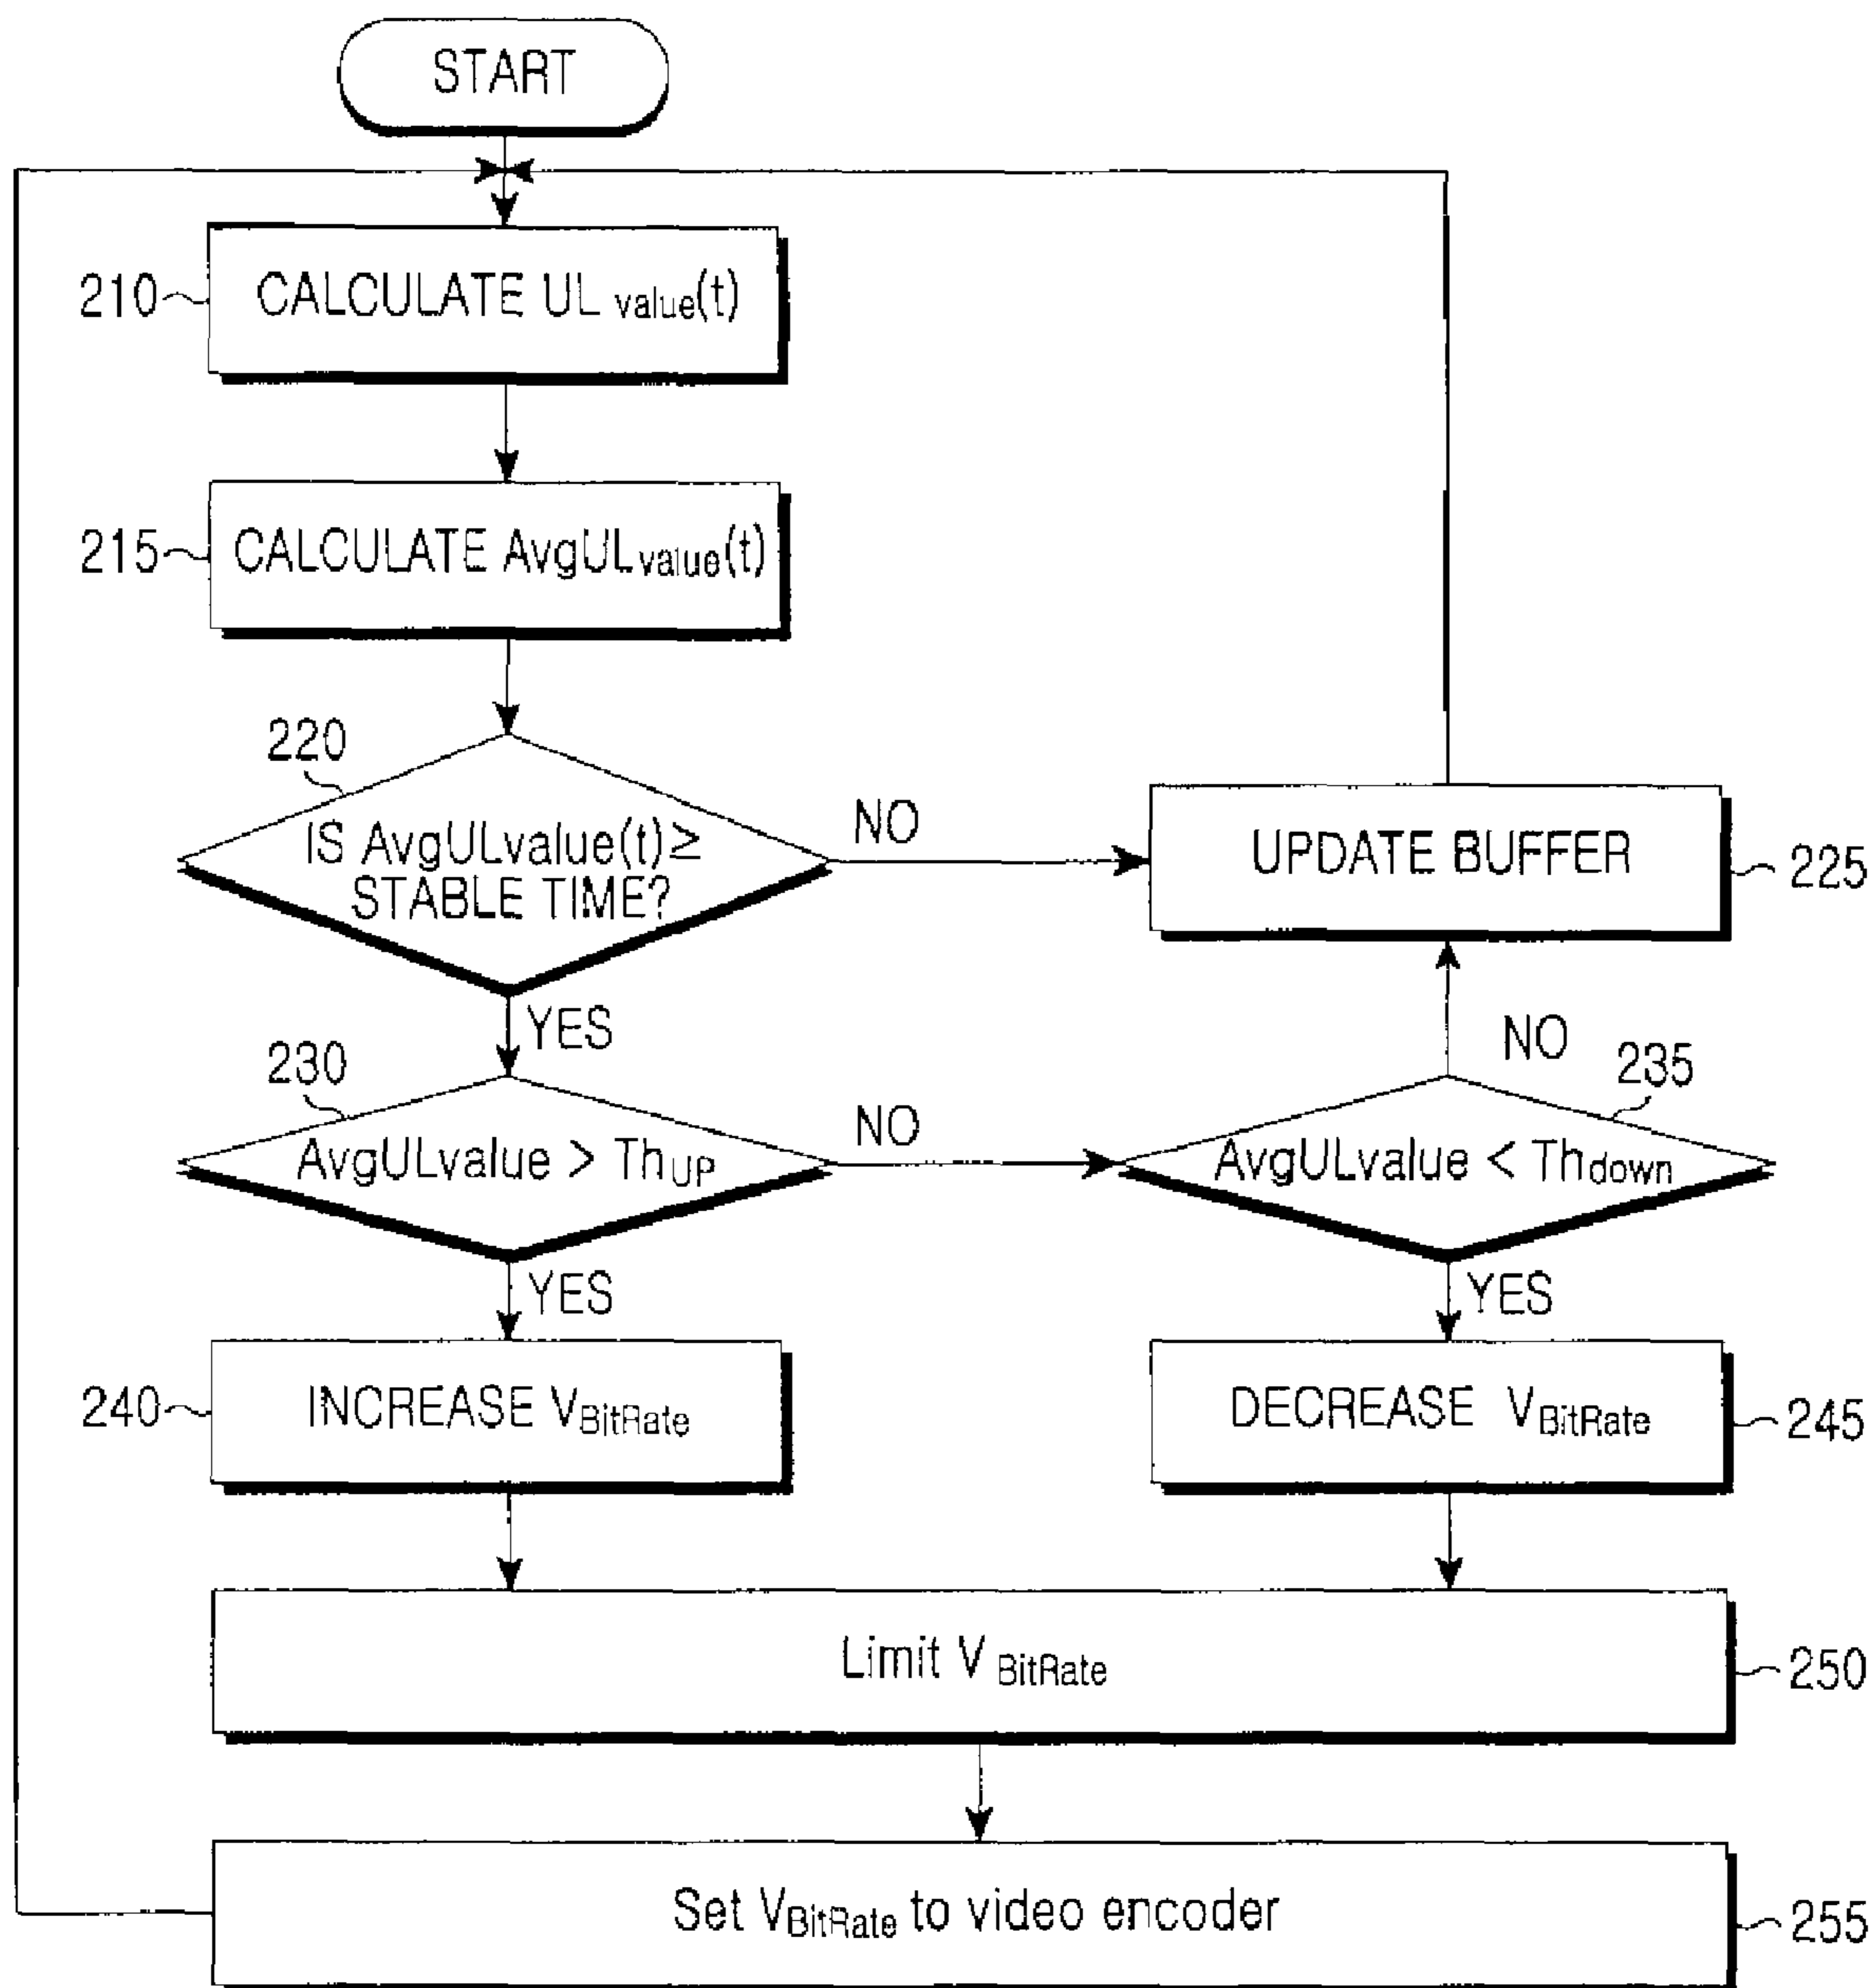 START
210
CALCULATE UL value(t)
215
CALCULATE AvgULvalue(t)
220
IS AvgULvalue(t)≥
STABLE TIME?
NO
UPDATE BUFFER
225
YES
230
AvgULvalue > ThUP
NO
NO
235
AvgULvalue < Thdown
YES
YES
240
INCREASE VBitRate
DECREASE VBitRate
245
Limit V BitRate
250
Set VBitRate to video encoder
255